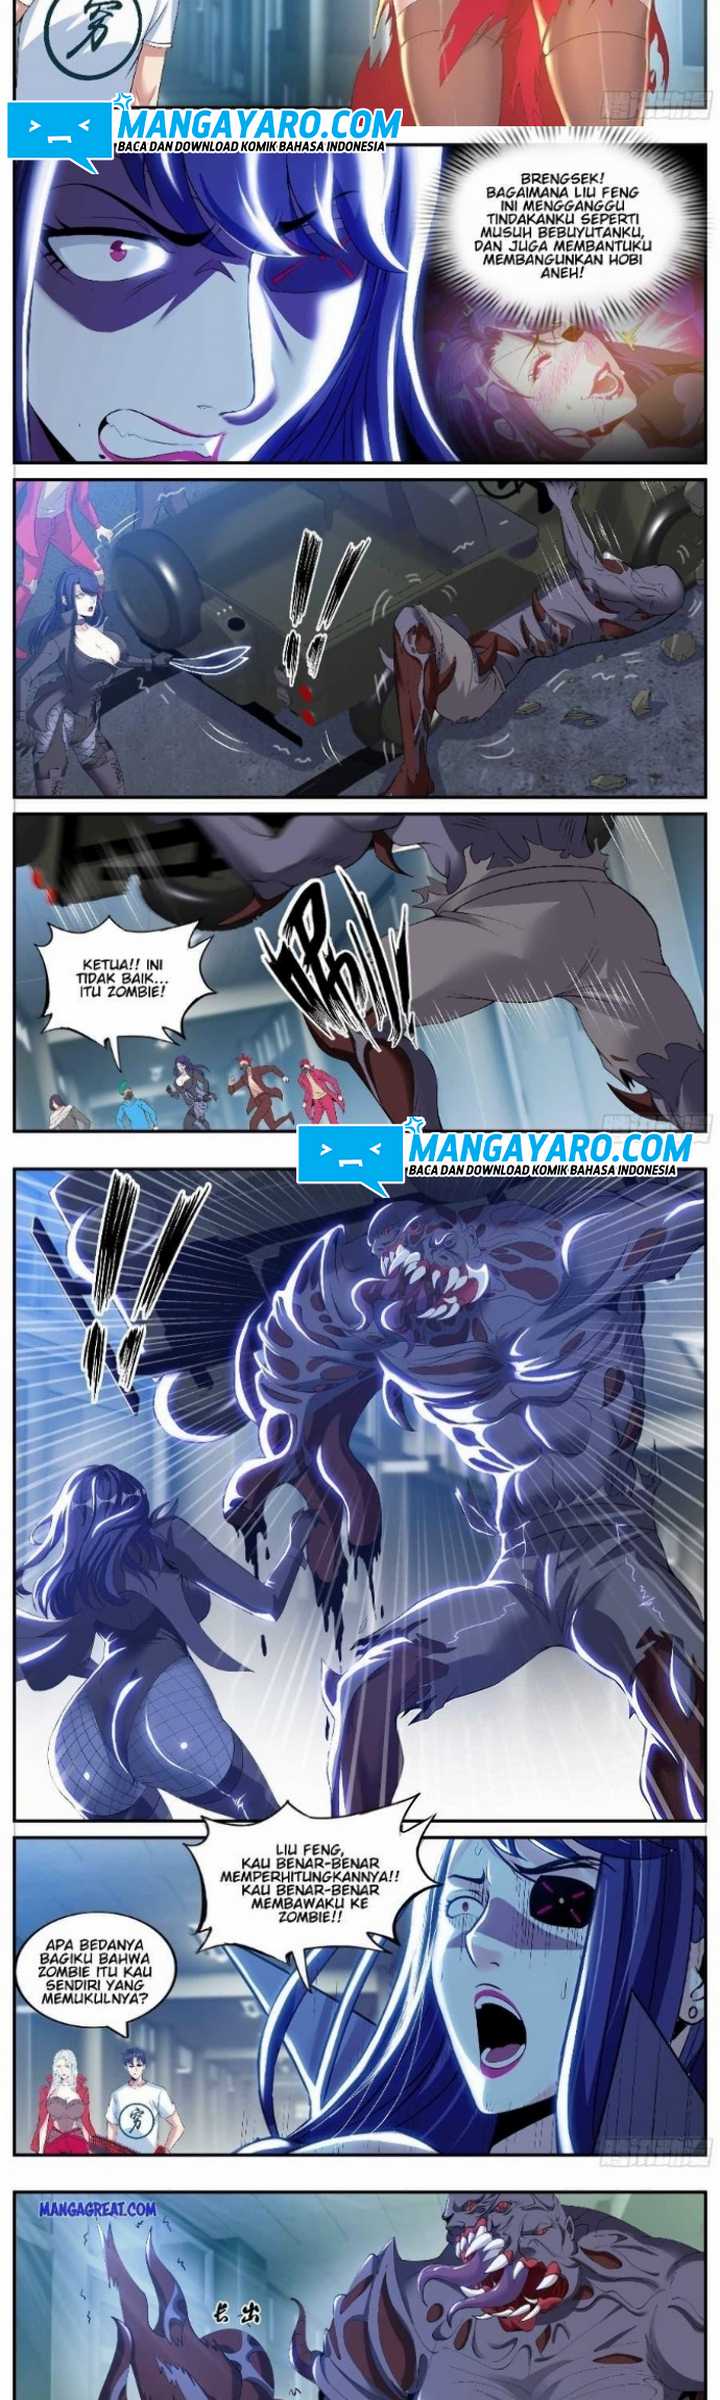 穷
MANGAYARO.COM
BACA DAN DOWNLOAD KOMIK BAHASA INDONESIA
BRENGSEK!
BAGAIMANA LIU FENG
INI MENGGANGGU
TINDAKANKU SEPERTI
MUSUH BEBUYUTANKU,
DAN JUGA MEMBANTUKU
MEMBANGUNKAN HOBI
ANEH!
!!
KETUA!! INI
TIDAK BAIK...
ITU ZOMBIE!
MANGAYARO.COM
BACA DAN DOWNLOAD KOMIK BAHASA INDONESIA
!!
LIU FENG,
KAU BENAR-BENAR
MEMPERHITUNGKANNYA!!
KAU BENAR-BENAR
MEMBAWAKU KE
ZOMBIE!!
APA BEDANYA
BAGIKU BAHWA
ZOMBIE ITU KAU
SENDIRI YANG
MEMUKULNYA?
穷
MANGAGREAT.COM
长出